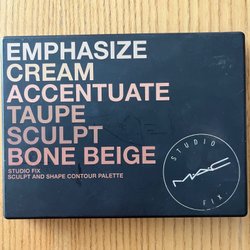 EMPHASIZE
CREAM
ACCENTUATE
TAUPE
SCULPT
BONE BEIGE
STUDIO FIX
SCULPT AND SHAPE CONTOUR PALETTE
STUDIO
MAC
FIX